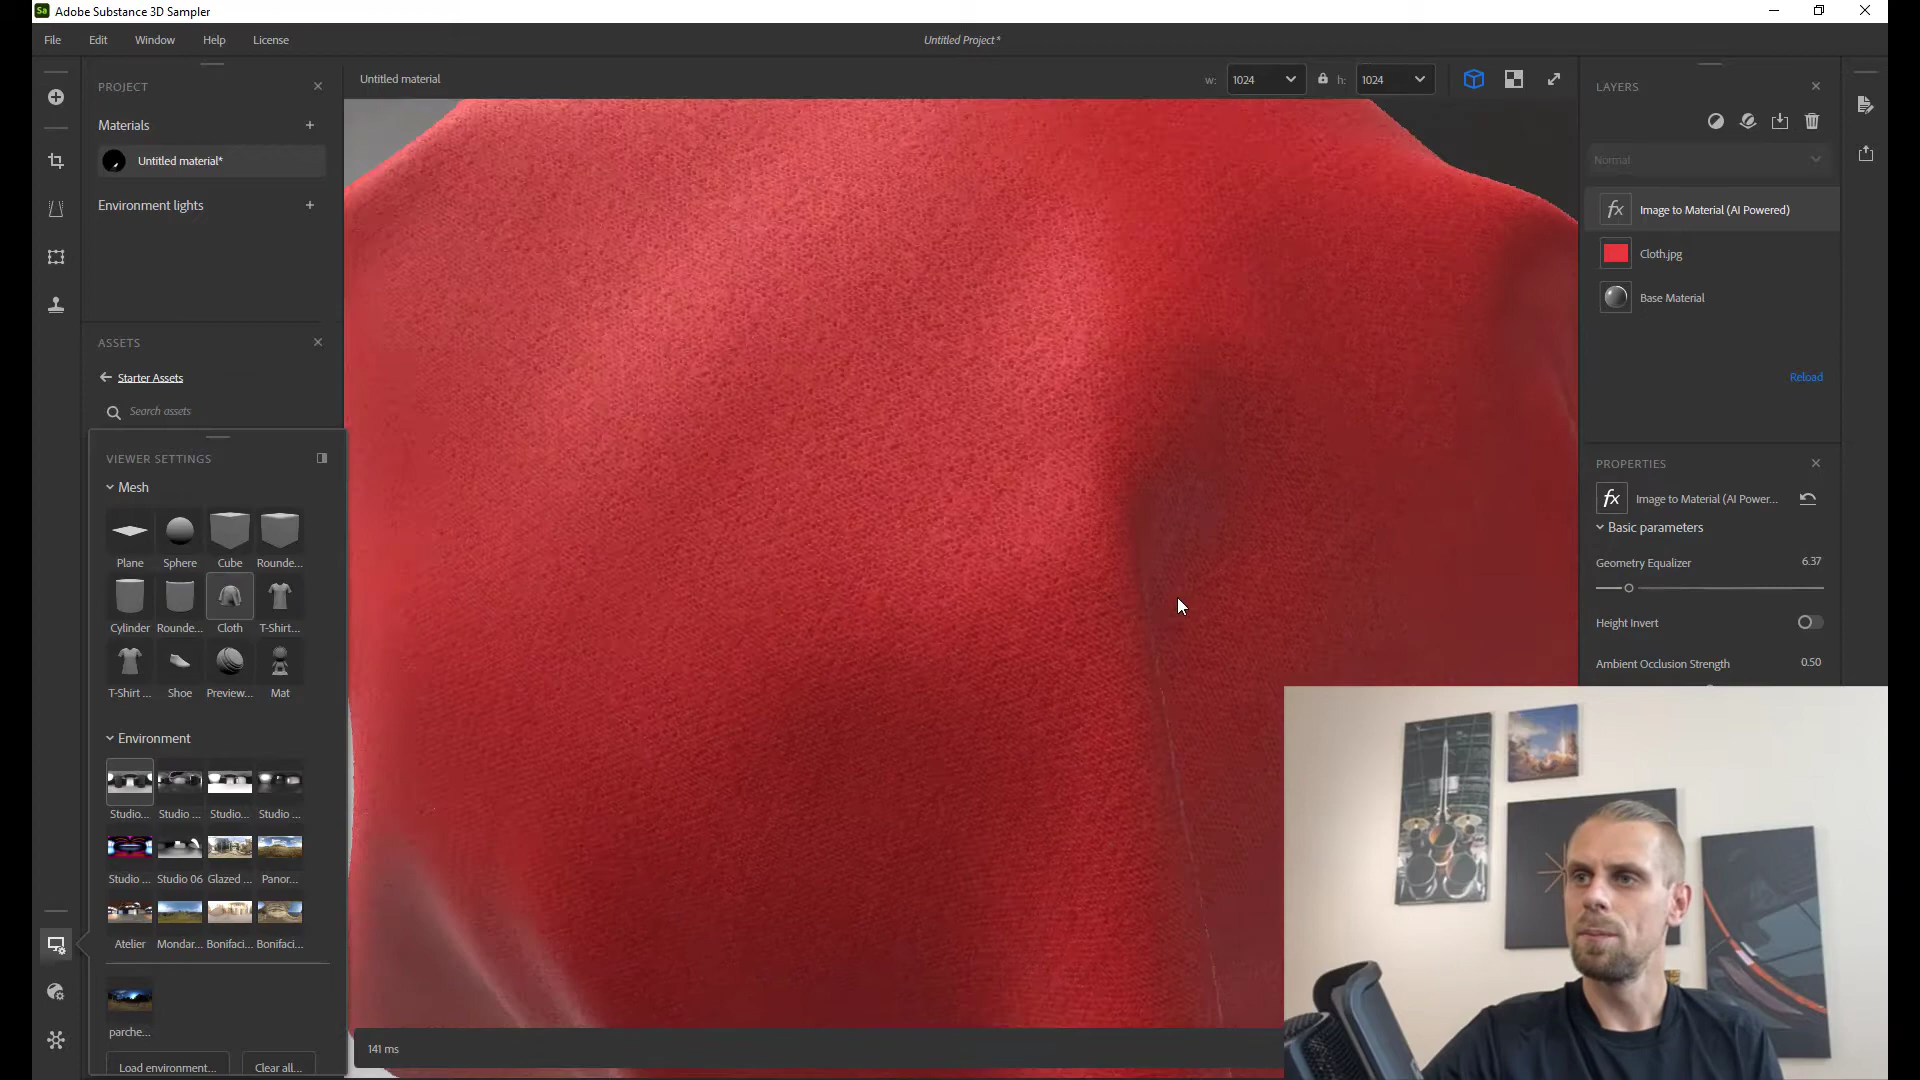 Sa Adobe Substance 3D Sampler
File Edit Window Help License
Untitled Project*
PROJECT
Materials
Untitled material*
Environment lights
Untitled material
w: 1024 h: 1024
LAYERS
Normal
Image to Material (AI Powered)
Cloth.jpg
Base Material
Reload
ASSETS
Starter Assets
Search assets
VIEWER SETTINGS
Mesh
Plane Sphere Cube Rounde...
Cylinder Rounde... Cloth T-Shirt...
T-Shirt ... Shoe Preview... Mat
Environment
Studio... Studio ... Studio... Studio ...
Studio ... Studio 06 Glazed ... Panor...
Atelier Mondar... Bonifaci... Bonifaci...
parche...
Load environment... Clear all...
PROPERTIES
fx Image to Material (AI Power...
Basic parameters
Geometry Equalizer 6.37
Height Invert
Ambient Occlusion Strength 0.50
141 ms